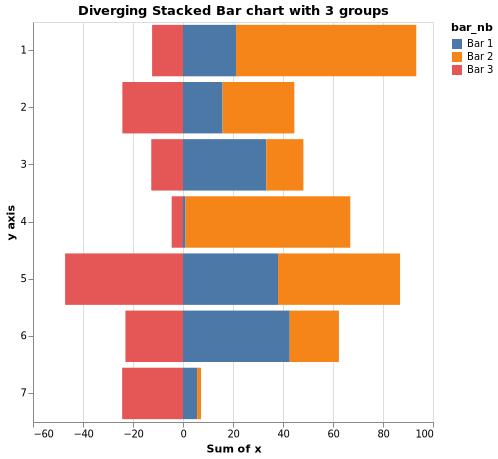 Diverging Stacked Bar chart with 3 groups
bar_nb
Bar 1
Bar 2
Bar 3
y axis
1
2
3
4
5
6
7
−60 −40 −20 0 20 40 60 80 100
Sum of x